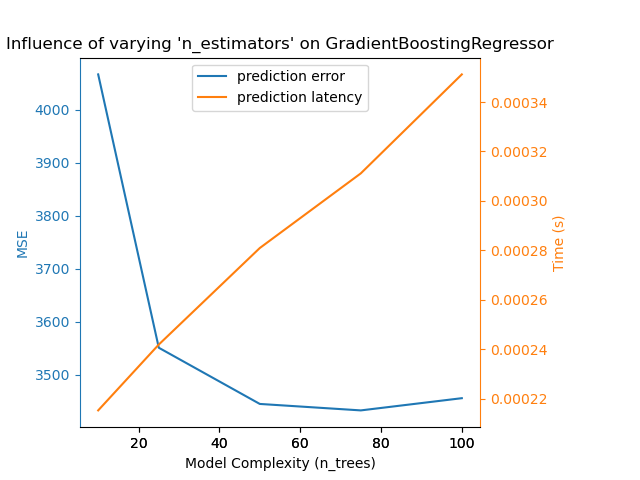 Influence of varying 'n_estimators' on GradientBoostingRegressor
prediction error
prediction latency
MSE
4000
3900
3800
3700
3600
3500
0.00034
0.00032
0.00030
0.00028
0.00026
0.00024
0.00022
Time (s)
20 40 60 80 100
Model Complexity (n_trees)